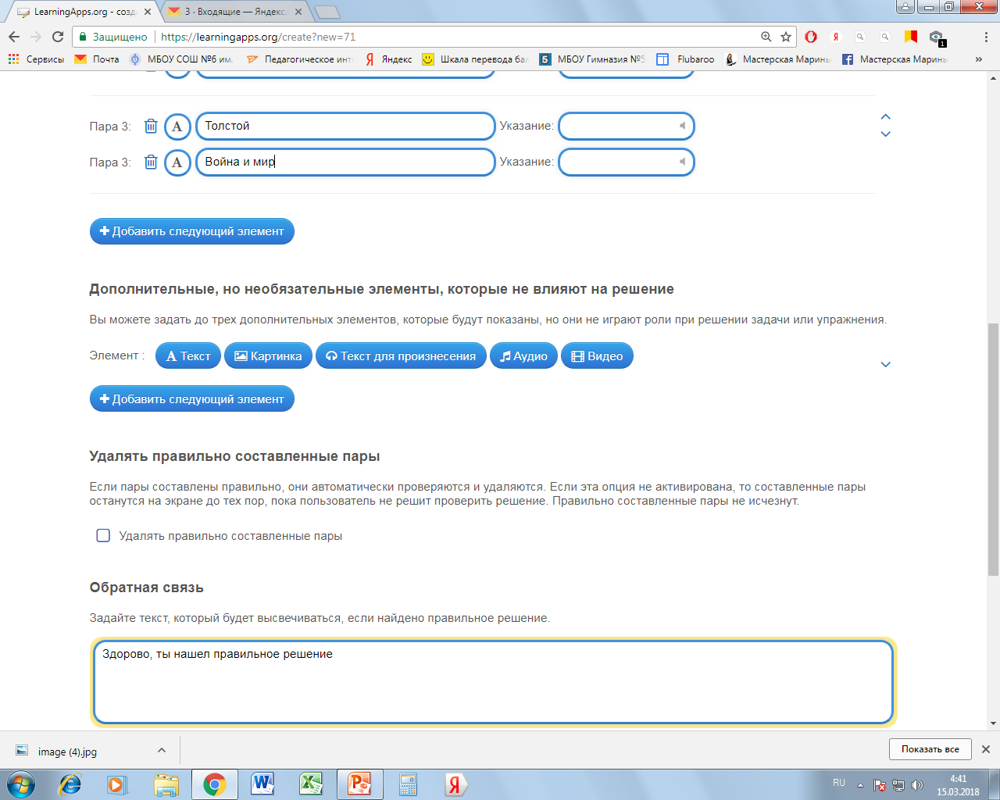 LearningApps.org - созд
3 · Входящие — Яндекс.
Защищено
https://learningapps.org/create?new=71
1
Сервисы
Почта
МБОУ СОШ №6 им.
Педагогическое инт
Яндекс
Шкала перевода бал
5
МБОУ Гимназия №5
Flubaroo
Мастерская Марины
Мастерская Марины
»
Пара 3:
A
Толстой
Указание:
Пара 3:
A
Война и мир
Указание:
Добавить следующий элемент
Дополнительные, но необязательные элементы, которые не влияют на решение
Вы можете задать до трех дополнительных элементов, которые будут показаны, но они не играют роли при решении задачи или упражнения.
Элемент :
A Текст
Картинка
Текст для произнесения
Аудио
Видео
Добавить следующий элемент
Удалять правильно составленные пары
Если пары составлены правильно, они автоматически проверяются и удаляются. Если эта опция не активирована, то составленные пары
останутся на экране до тех пор, пока пользователь не решит проверить решение. Правильно составленные пары не исчезнут.
Удалять правильно составленные пары
Обратная связь
Задайте текст, который будет высвечиваться, если найдено правильное решение.
Здорово, ты нашел правильное решение
image (4).jpg
Показать все
RU
4:41
15.03.2018